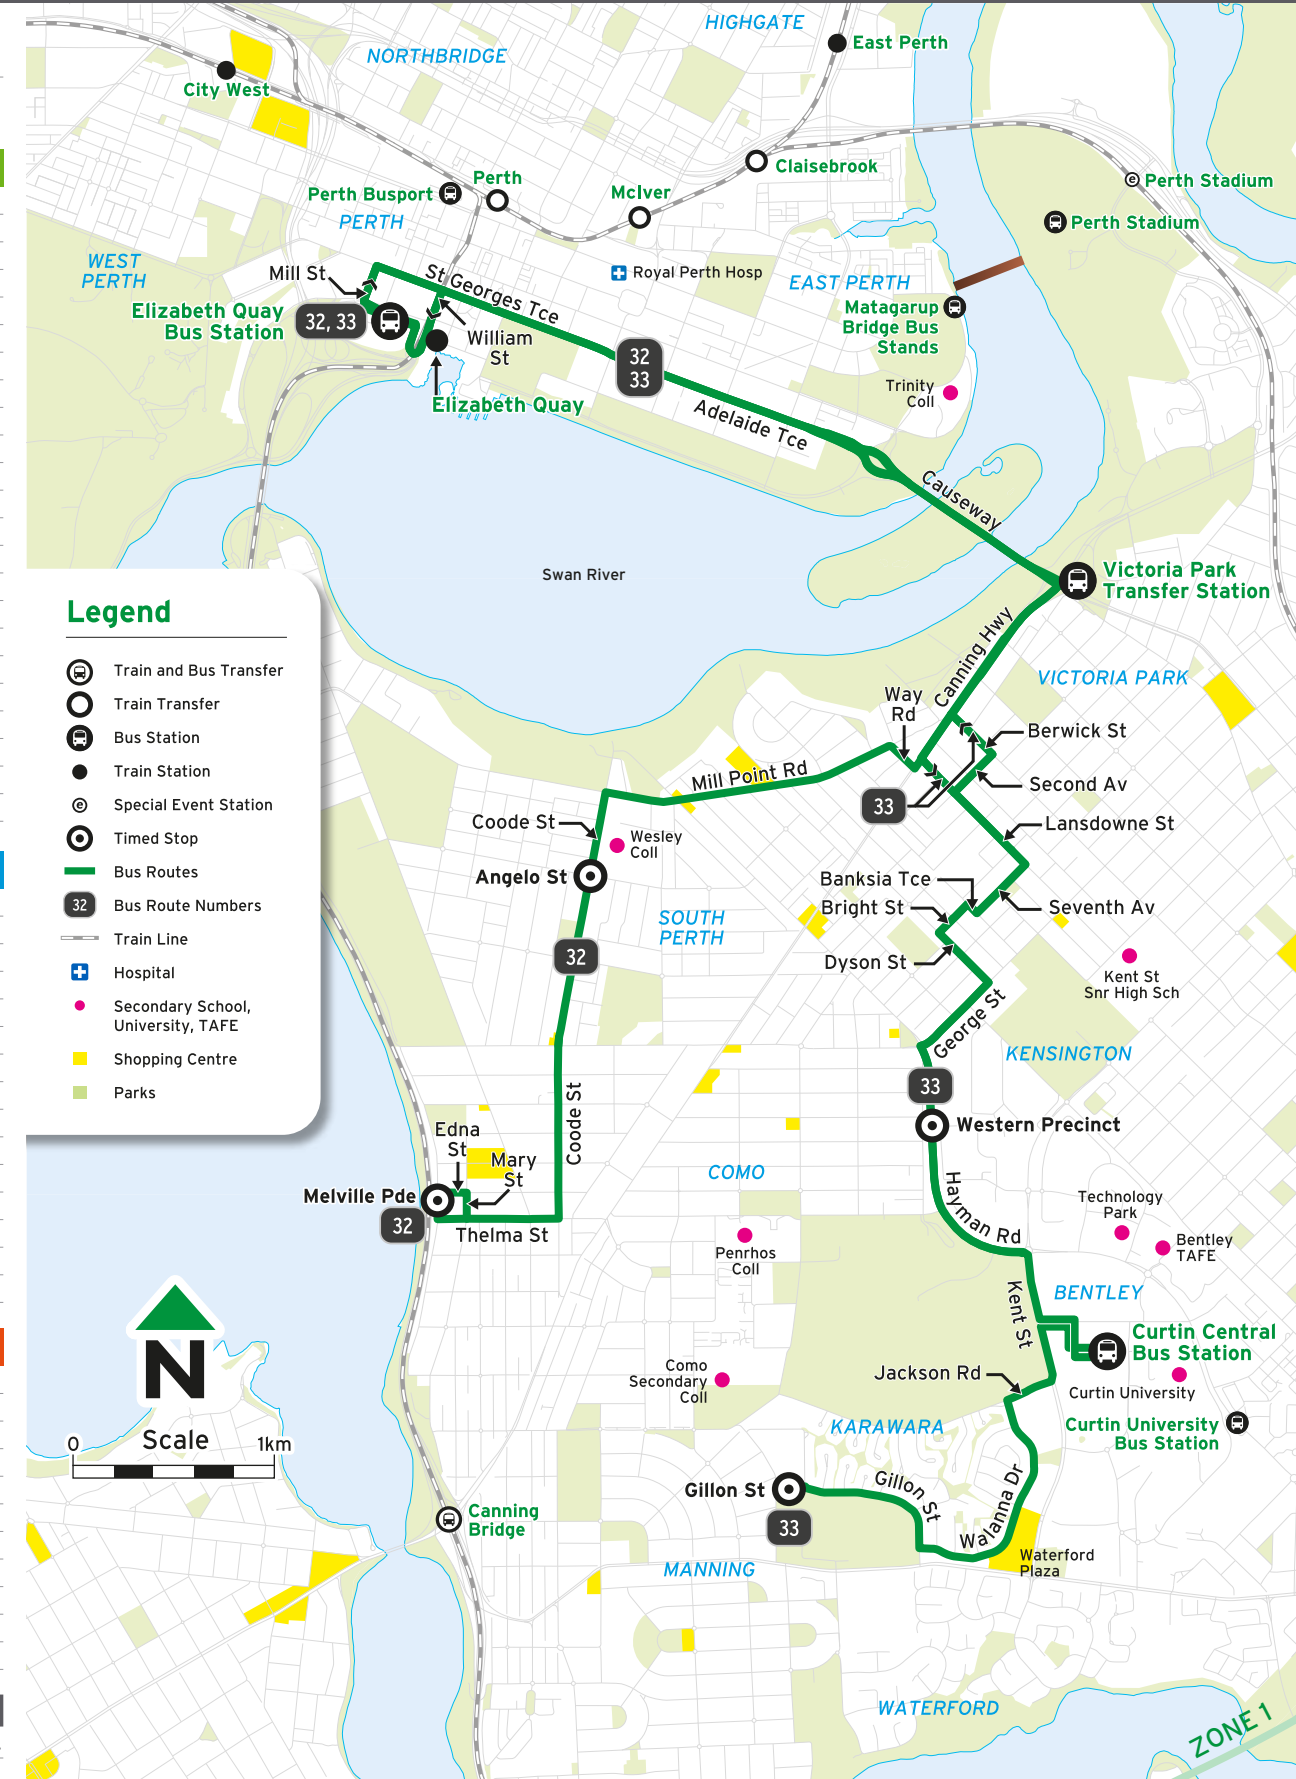 HIGHGATE
East Perth
NORTHBRIDGE
City West
Claisebrook
Perth
Perth Busport
McIver
Perth Stadium
PERTH
Perth Stadium
WEST
PERTH
Mill St
St Georges Tce
Royal Perth Hosp
EAST PERTH
Elizabeth Quay
Bus Station
32, 33
Matagarup
Bridge Bus
Stands
William
St
32
33
Trinity
Coll
Elizabeth Quay
Adelaide Tce
Causeway
Swan River
Victoria Park
Transfer Station
Legend
Train and Bus Transfer
Train Transfer
Bus Station
Train Station
e
Special Event Station
Timed Stop
Bus Routes
32
Bus Route Numbers
Train Line
Hospital
Secondary School,
University, TAFE
Shopping Centre
Parks
Canning Hwy
VICTORIA PARK
Way
Rd
Berwick St
Mill Point Rd
Second Av
33
Coode St
Wesley
Coll
Lansdowne St
Angelo St
Banksia Tce
Bright St
Seventh Av
SOUTH
PERTH
32
Dyson St
Kent St
Snr High Sch
George St
KENSINGTON
33
Coode St
Western Precinct
Edna
St
Mary
St
COMO
Melville Pde
32
Thelma St
Hayman Rd
Technology
Park
Bentley
TAFE
Penrhos
Coll
BENTLEY
Kent St
Curtin Central
Bus Station
N
Como
Secondary
Coll
Jackson Rd
Curtin University
KARAWARA
Curtin University
Bus Station
Scale
0
1km
Gillon St
Gillon St
Walanna Dr
33
Canning
Bridge
Waterford
Plaza
MANNING
WATERFORD
ZONE 1